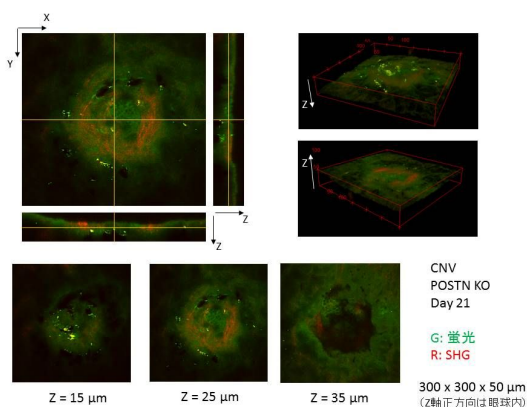 X
Y
Z
Z
Z
Z
Z = 15 µm
Z = 25 µm
Z = 35 µm
CNV
POSTN KO
Day 21
G: 蛍光
R: SHG
300 x 300 x 50 µm
(Z軸正方向は眼球内)